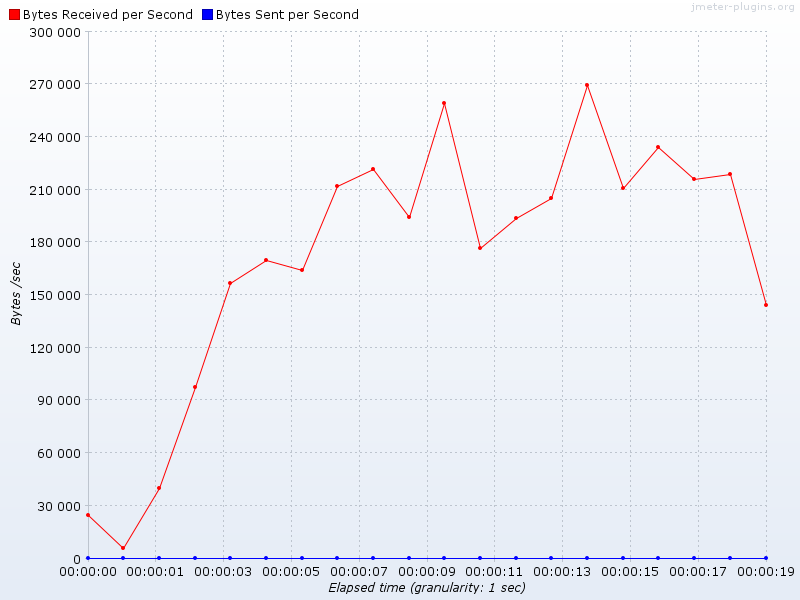 jmeter-plugins.org
Bytes Received per Second Bytes Sent per Second
300 000
270 000
240 000
210 000
180 000
150 000
120 000
90 000
60 000
30 000
0
Bytes /sec
00:00:00 00:00:01 00:00:03 00:00:05 00:00:07 00:00:09 00:00:11 00:00:13 00:00:15 00:00:17 00:00:19
Elapsed time (granularity: 1 sec)